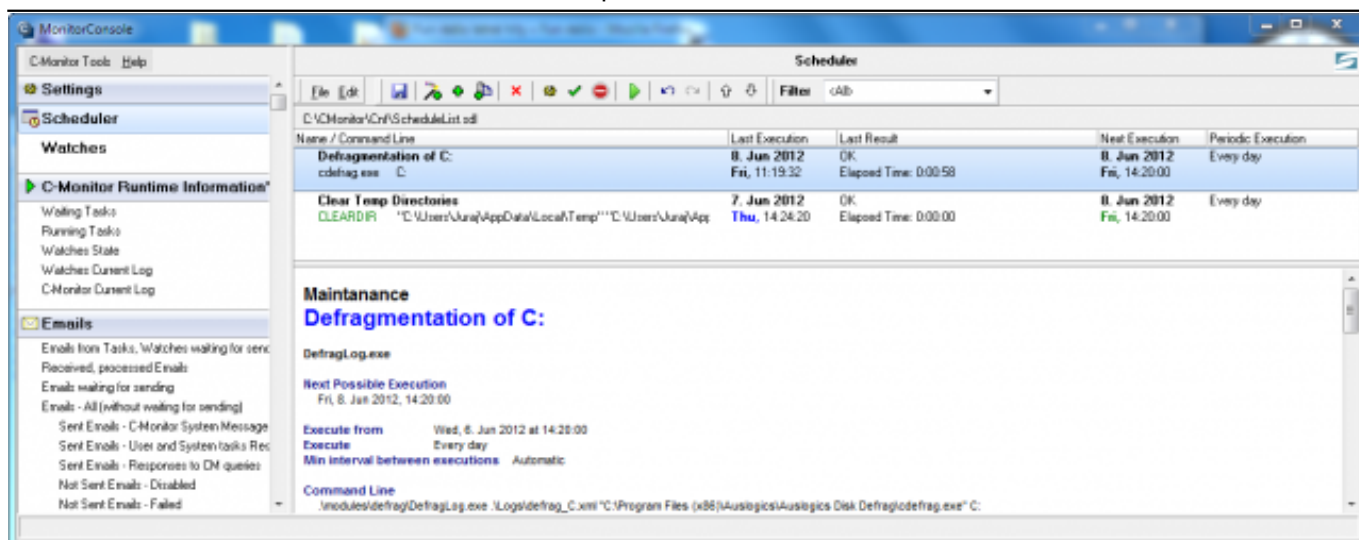 MonitorConsole
C-Monitor Tools Help
Scheduler
Settings
File Edit
Filter
<All>
Scheduler
C:\CMonitor\Cnf\ScheduleList.sdl
Name / Command Line Last Execution Last Result Next Execution Periodic Execution
Watches
Defragmentation of C: 8. Jun 2012 OK 8. Jun 2012 Every day
cdefrag.exe C: Fri, 11:19:32 Elapsed Time: 0:00:58 Fri, 14:20:00
C-Monitor Runtime Information"
Clear Temp Directories 7. Jun 2012 OK 8. Jun 2012 Every day
CLEARDIR "C:\Users\Juraj\AppData\Local\Temp" "C:\Users\Juraj\App Thu, 14:24:20 Elapsed Time: 0:00:00 Fri, 14:20:00
Waiting Tasks
Running Tasks
Watches State
Watches Current Log
C-Monitor Current Log
Emails
Emails from Tasks, Watches waiting for send
Received, processed Emails
Emails waiting for sending
Emails - All (without waiting for sending)
Sent Emails - C-Monitor System Message
Sent Emails - User and System tasks Rec
Sent Emails - Responses to CM queries
Not Sent Emails - Disabled
Not Sent Emails - Failed
Maintanance
Defragmentation of C:
DefragLog.exe
Next Possible Execution
Fri, 8. Jun 2012, 14:20:00
Execute from Wed, 6. Jun 2012 at 14:20:00
Execute Every day
Min interval between executions Automatic
Command Line
.\modules\defrag\DefragLog.exe .\Logs\defrag_C.xml "C:\Program Files (x86)\Auslogics\Auslogics Disk Defrag\cdefrag.exe" C: